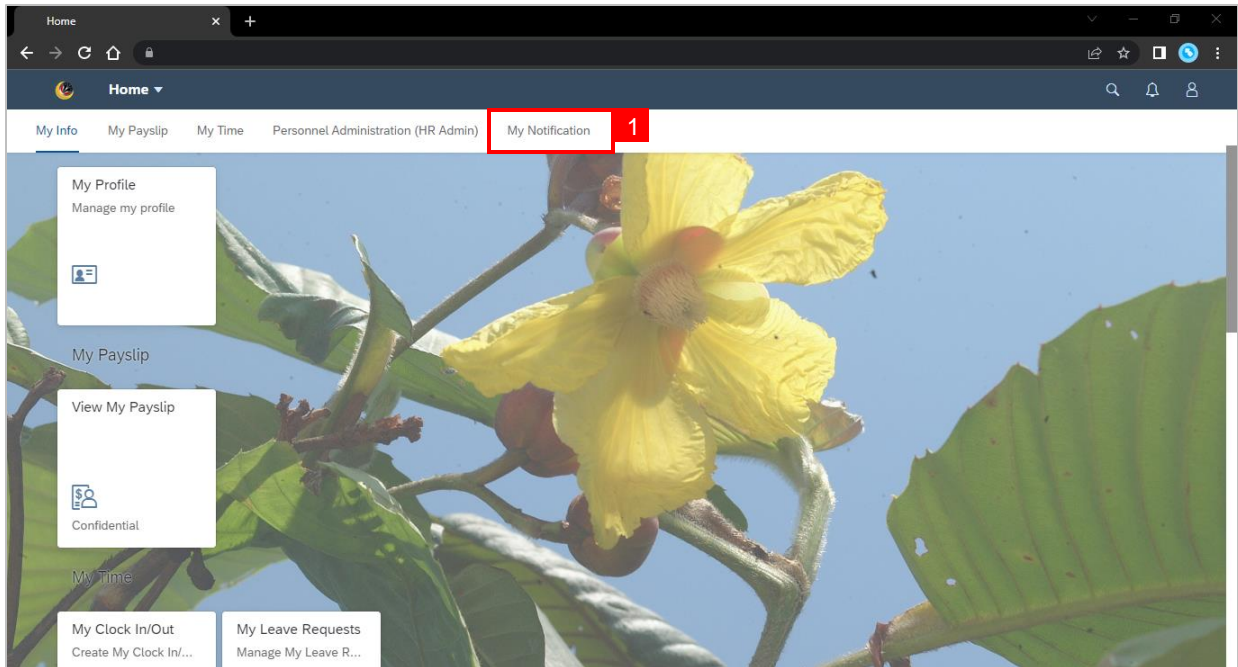 Home
Home
My Info My Payslip My Time Personnel Administration (HR Admin) My Notification 1
My Profile
Manage my profile
My Payslip
View My Payslip
Confidential
My Time
My Clock In/Out My Leave Requests
Create My Clock In/... Manage My Leave R...